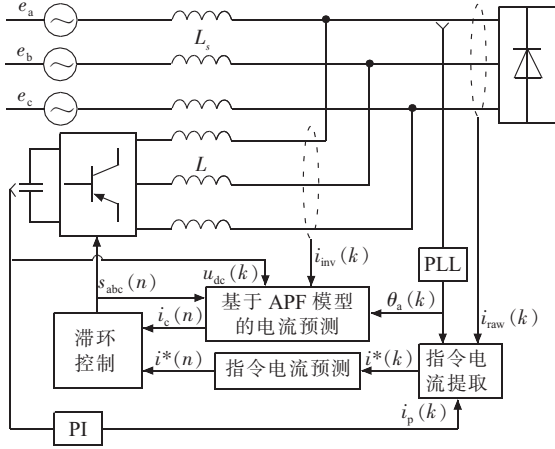 e_a
e_b
L_s
e_c
L
s_abc(n)
u_dc(k)
i_inv(k)
PLL
基于 APF 模型
的电流预测
θ_a(k)
i_raw(k)
i_c(n)
滞环
控制
i*(n)
指令电流预测
i*(k)
指令电
流提取
PI
i_p(k)